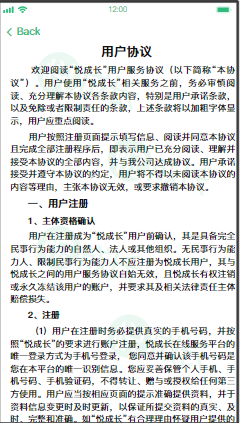 12:00
Back
用户协议
欢迎阅读“悦成长”用户服务协议（以下简称“本协
议”）。用户使用“悦成长”相关服务之前，务必审慎阅
读、充分理解本协议各条款内容，特别是用户承诺条款，
以及免除或者限制责任的条款，上述条款将以加粗字体显
示，用户应重点阅读。
用户按照注册页面提示填写信息、阅读并同意本协议
且完成全部注册程序后，即表示用户已充分阅读、理解并
接受本协议的全部内容，并与我公司达成协议。用户承诺
接受并遵守本协议的约定，用户将不得以未阅读本协议的
内容等理由，主张本协议无效，或要求撤销本协议。
一、用户注册
1、主体资格确认
用户在注册成为“悦成长”用户前确认，其是具备完全
民事行为能力的自然人、法人或其他组织。无民事行为能
力人、限制民事行为能力人不应注册为悦成长用户，其与
悦成长之间的用户服务协议自始无效，且悦成长有权注销
或永久冻结该用户的账户，并要求其及相关法律责任主体
赔偿损失。
2、注册
（1）用户在注册时务必提供真实的手机号码，并按
照“悦成长”的要求进行账户注册，悦成长在线服务平台的
唯一登录方式为手机号登录， 您同意并确认该手机号码是
您在本平台的唯一识别信息。您应妥善保管个人手机、手
机号码、手机验证码，不得转让、赠与或授权给任何第三
方使用。用户应当按相应页面的提示准确提供资料，并于
资料信息变更时及时更新，以保证所提交资料的真实、及
时、完整和准确。如“悦成长”有合理理由怀疑用户提供的